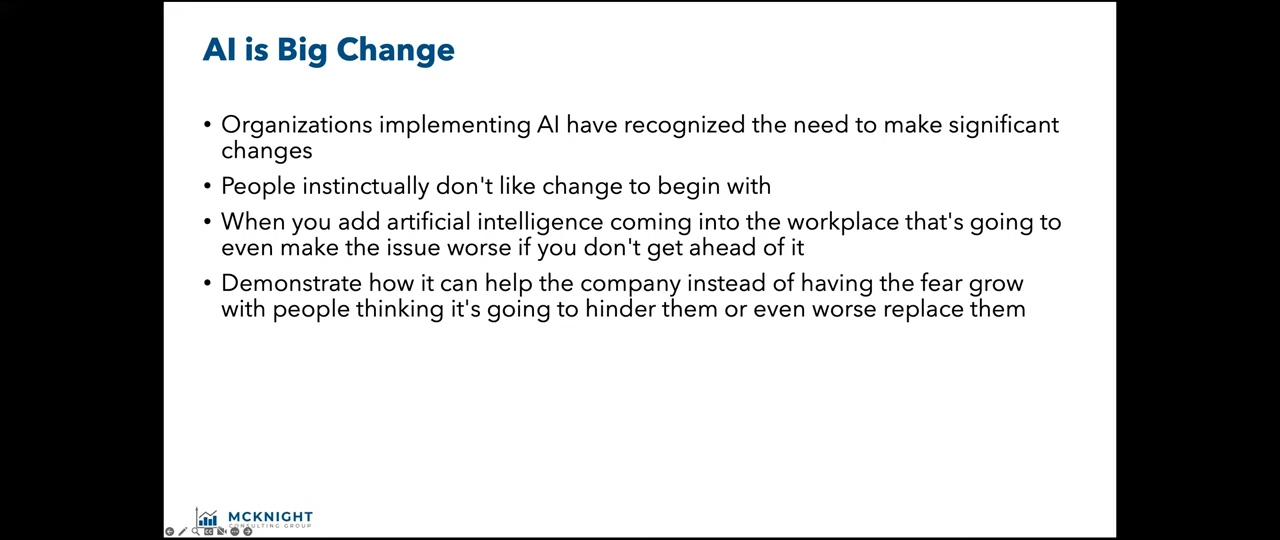 AI is Big Change
• Organizations implementing AI have recognized the need to make significant
changes
• People instinctually don't like change to begin with
• When you add artificial intelligence coming into the workplace that's going to
even make the issue worse if you don't get ahead of it
• Demonstrate how it can help the company instead of having the fear grow
with people thinking it's going to hinder them or even worse replace them
MCKNIGHT
CONSULTING GROUP